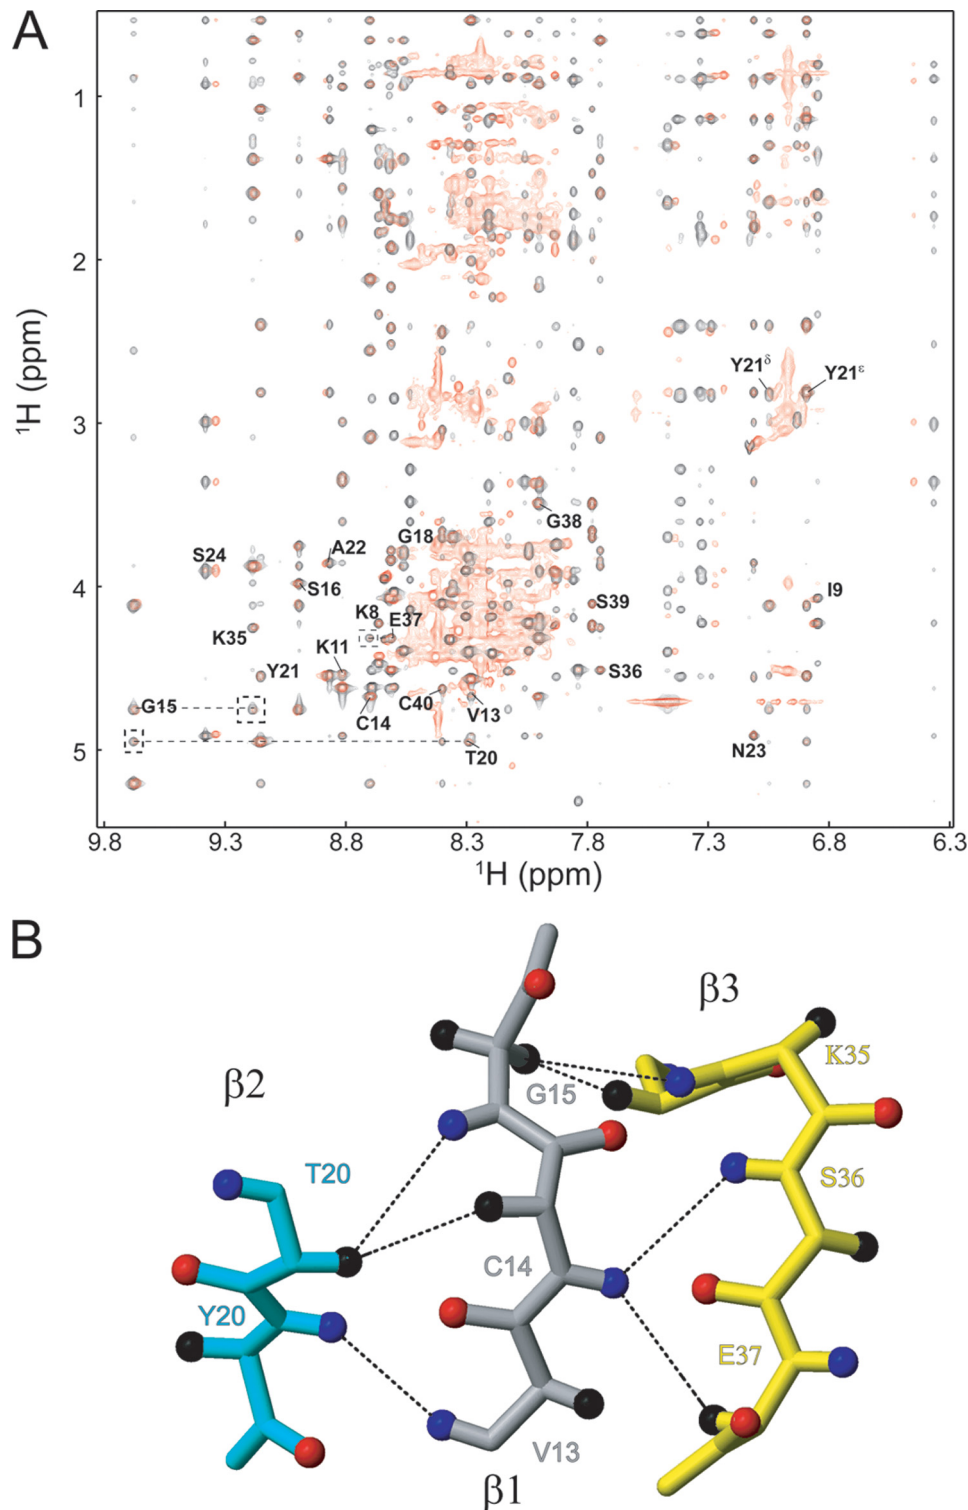 A
1
2
3
4
5
¹H (ppm)
Y21δ
Y21ε
G38
G18
S24
A22
I9
S16
S39
K8
E37
K35
K11
Y21
S36
G15
C14
C40
V13
T20
N23
9.8 9.3 8.8 8.3 7.8 7.3 6.8 6.3
¹H (ppm)
B
β3
K35
G15
β2
T20
S36
C14
Y20
E37
V13
β1